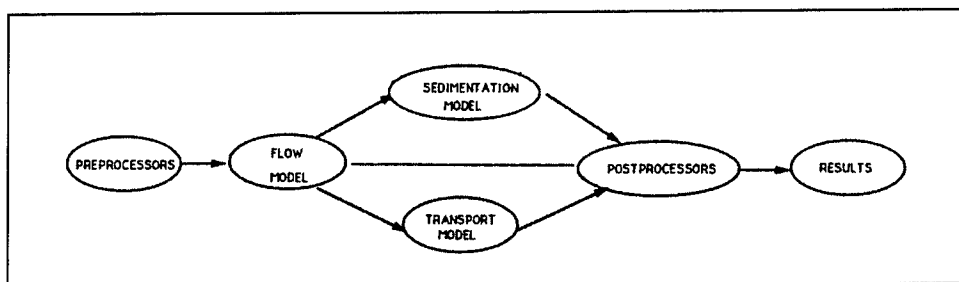 SEDIMENTATION
MODEL
PREPROCESSORS
FLOW
MODEL
POSTPROCESSORS
RESULTS
TRANSPORT
MODEL